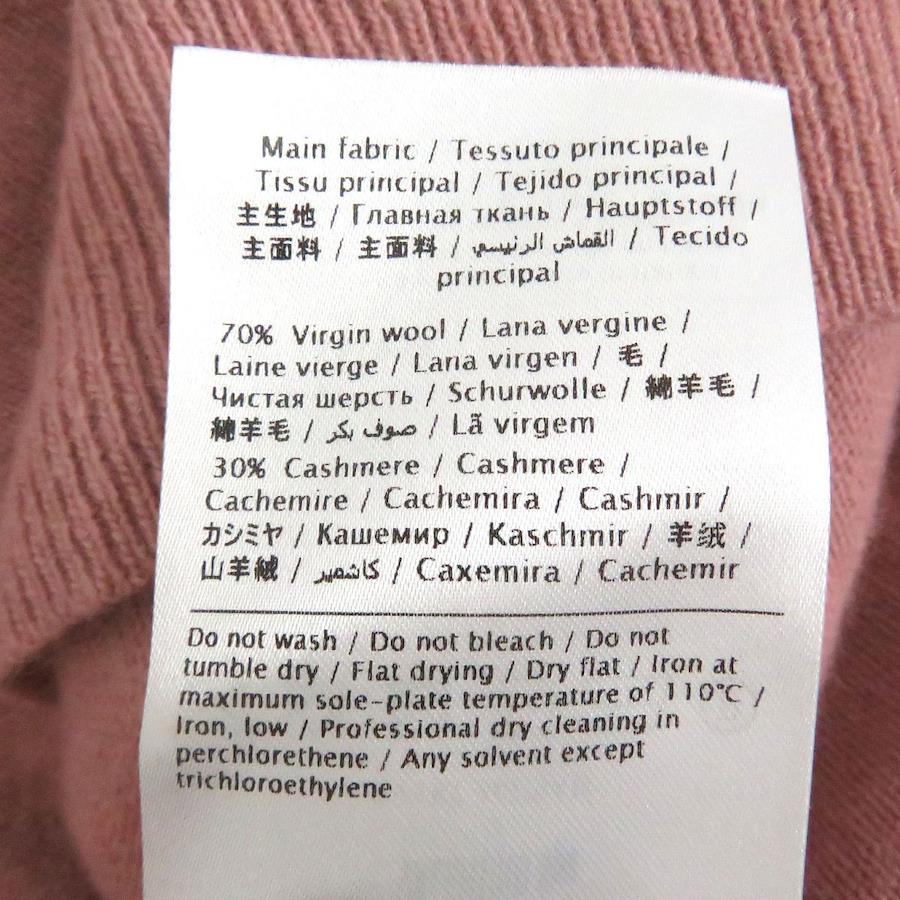 Main fabric / Tessuto principale /
Tissu principal / Tejido principal /
主生地 / Главная ткань / Hauptstoff /
主面料 / 主面料 / القماش الرئيسي / Tecido
principal
70% Virgin wool / Lana vergine /
Laine vierge / Lana virgen / 毛 /
Чистая шерсть / Schurwolle / 綿羊毛 /
綿羊毛 / صوف بكر / Lã virgem
30% Cashmere / Cashmere /
Cachemire / Cachemira / Cashmir /
カシミヤ / Кашемир / Kaschmir / 羊绒 /
山羊絨 / كاشمير / Caxemira / Cachemir
Do not wash / Do not bleach / Do not
tumble dry / Flat drying / Dry flat / Iron at
maximum sole-plate temperature of 110°C /
Iron, low / Professional dry cleaning in
perchlorethene / Any solvent except
trichloroethylene